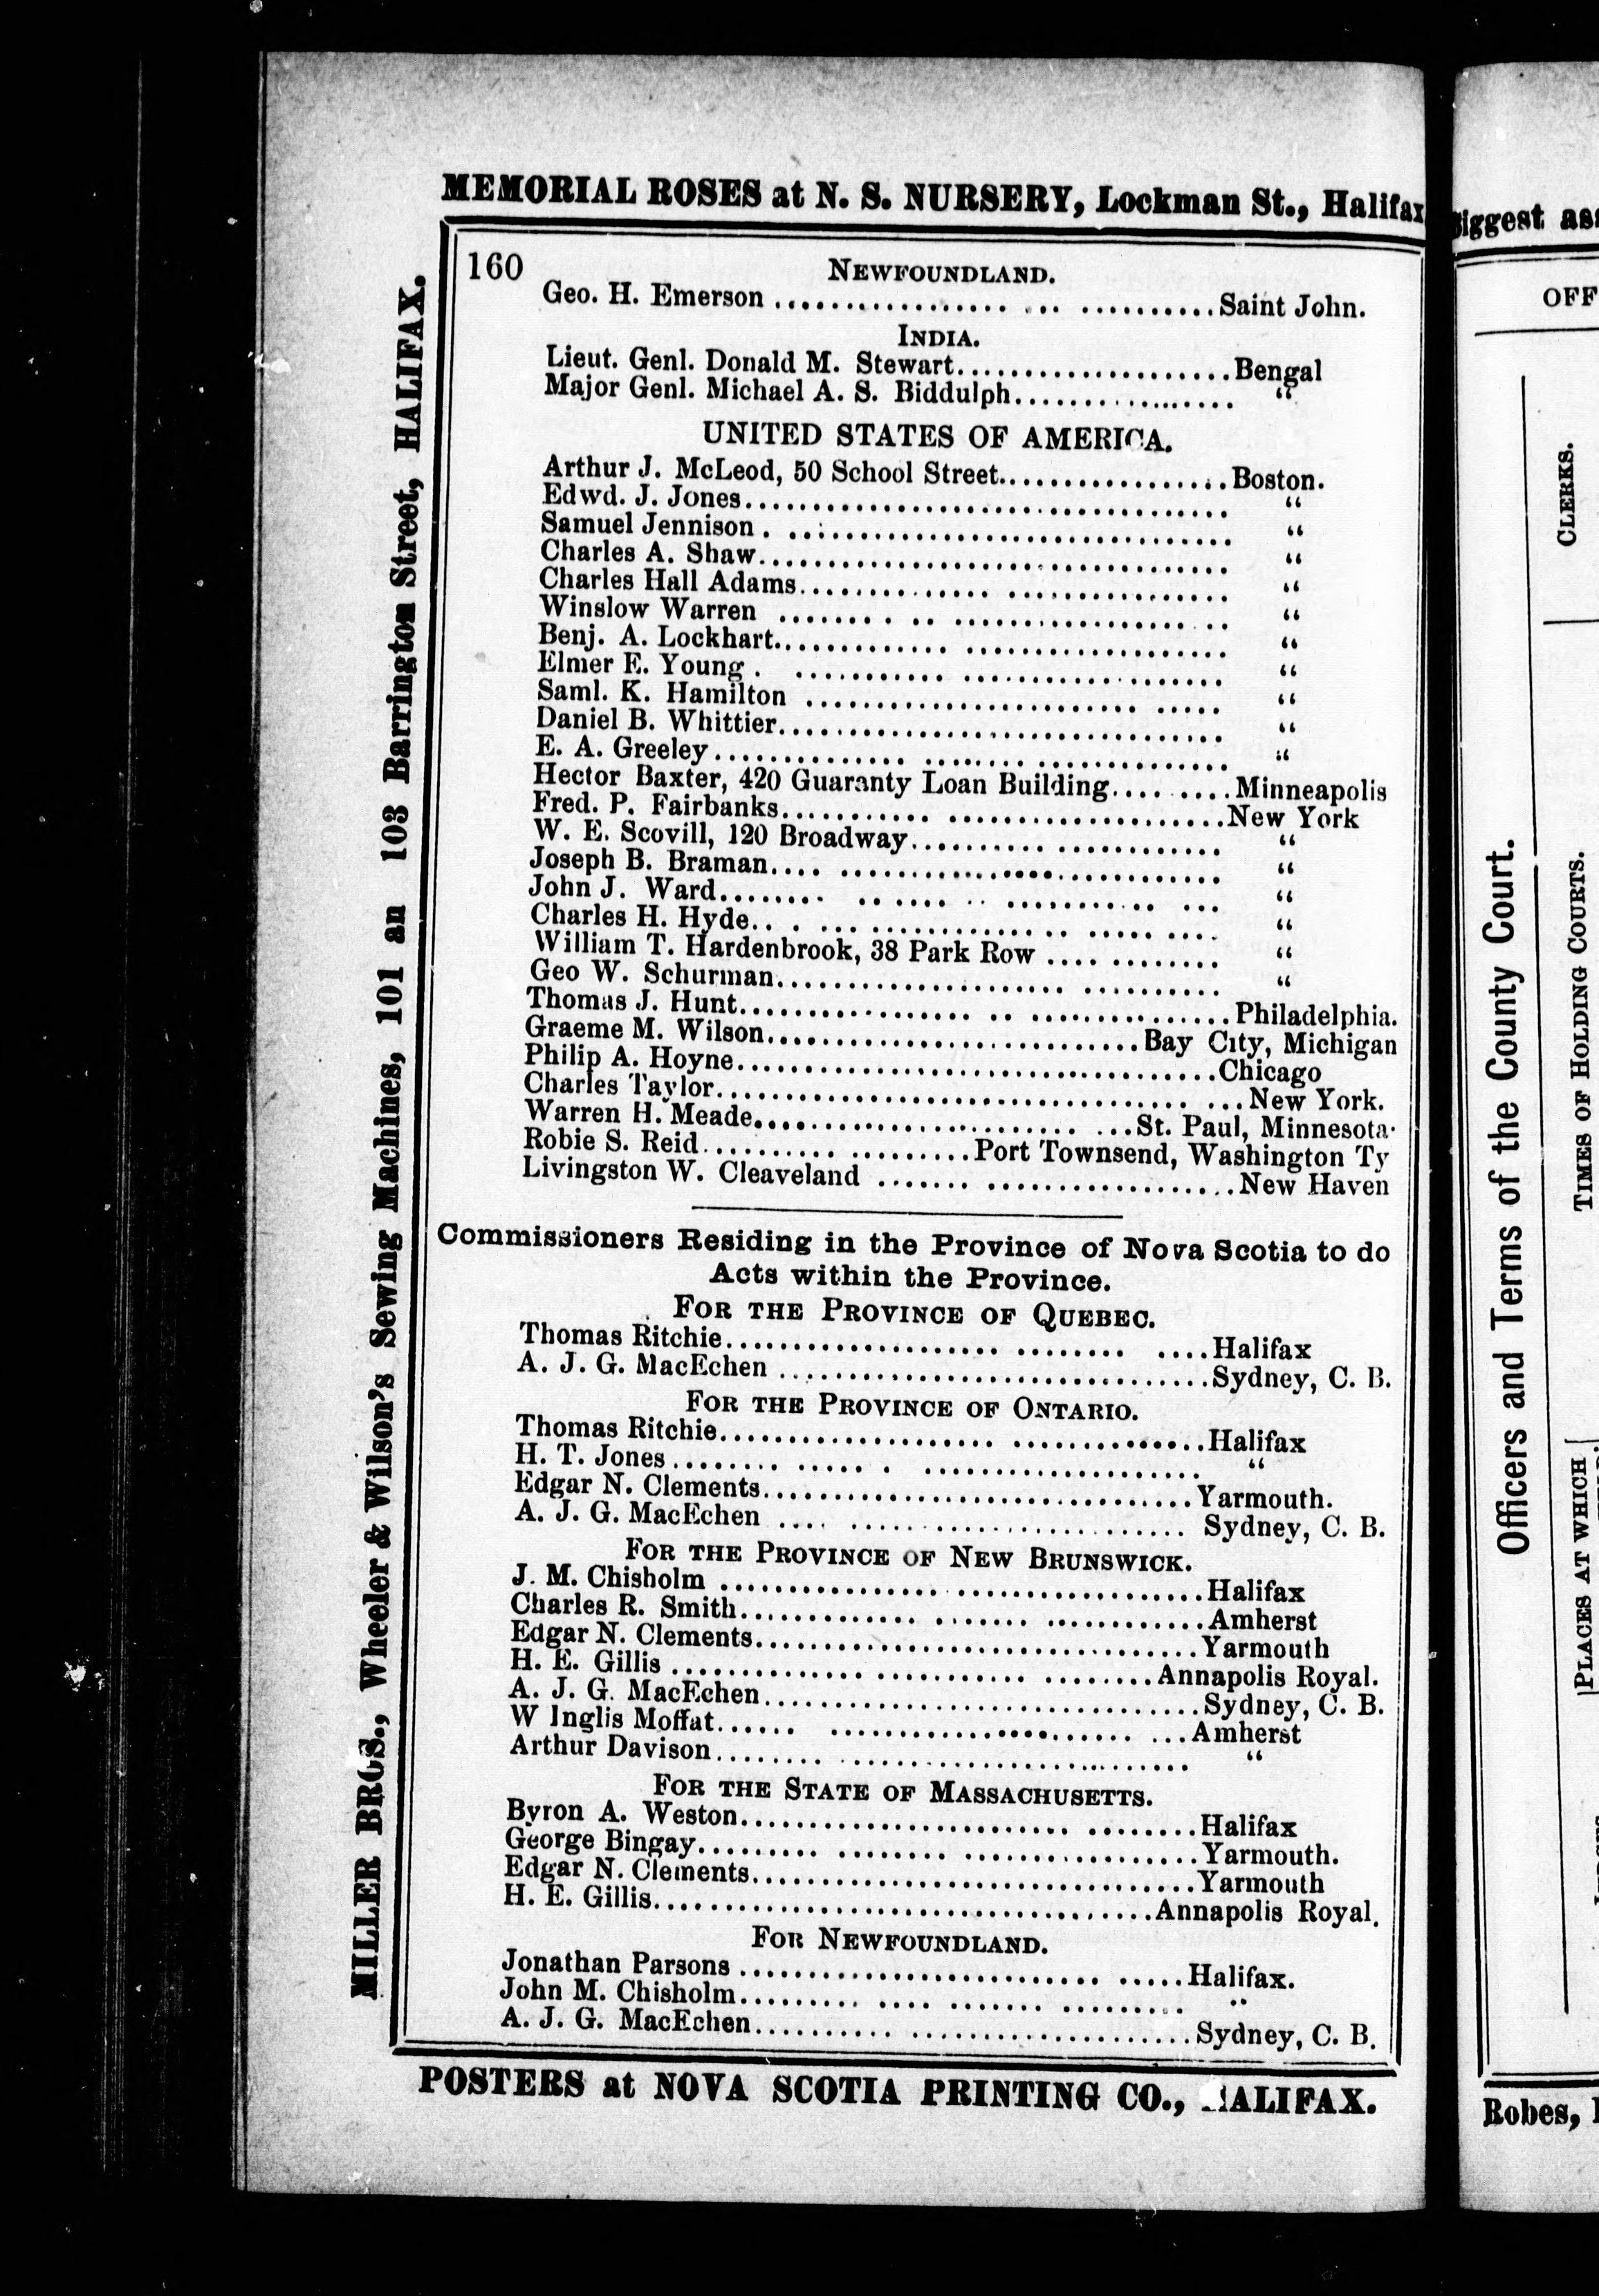 MEMORIAL ROSES at N. S. NURSERY, Lockman St., Halifax
160
NEWFOUNDLAND.
Geo. H. Emerson ........ Saint John.
INDIA.
Lieut. Genl. Donald M. Stewart........ Bengal
Major Genl. Michael A. S. Biddulph........ "
UNITED STATES OF AMERICA.
Arthur J. McLeod, 50 School Street........ Boston.
Edwd. J. Jones........ "
Samuel Jennison ........ "
Charles A. Shaw........ "
Charles Hall Adams........ "
Winslow Warren ........ "
Benj. A. Lockhart........ "
Elmer E. Young ........ "
Saml. K. Hamilton ........ "
Daniel B. Whittier........ "
E. A. Greeley........ "
Hector Baxter, 420 Guaranty Loan Building........ Minneapolis
Fred. P. Fairbanks........ New York
W. E. Scovill, 120 Broadway........ "
Joseph B. Braman........ "
John J. Ward........ "
Charles H. Hyde........ "
William T. Hardenbrook, 38 Park Row ........ "
Geo W. Schurman........ "
Thomas J. Hunt........ Philadelphia.
Graeme M. Wilson........ Bay City, Michigan
Philip A. Hoyne........ Chicago
Charles Taylor........ New York.
Warren H. Meade........ St. Paul, Minnesota.
Robie S. Reid........ Port Townsend, Washington Ty
Livingston W. Cleaveland ........ New Haven
Commissioners Residing in the Province of Nova Scotia to do
Acts within the Province.
FOR THE PROVINCE OF QUEBEC.
Thomas Ritchie........ Halifax
A. J. G. MacEchen ........ Sydney, C. B.
FOR THE PROVINCE OF ONTARIO.
Thomas Ritchie........ Halifax
H. T. Jones........ "
Edgar N. Clements........ Yarmouth.
A. J. G. MacEchen ........ Sydney, C. B.
FOR THE PROVINCE OF NEW BRUNSWICK.
J. M. Chisholm ........ Halifax
Charles R. Smith........ Amherst
Edgar N. Clements........ Yarmouth
H. E. Gillis ........ Annapolis Royal.
A. J. G. MacEchen........ Sydney, C. B.
W Inglis Moffat........ Amherst
Arthur Davison........ "
FOR THE STATE OF MASSACHUSETTS.
Byron A. Weston........ Halifax
George Bingay........ Yarmouth.
Edgar N. Clements........ Yarmouth
H. E. Gillis........ Annapolis Royal.
FOR NEWFOUNDLAND.
Jonathan Parsons ........ Halifax.
John M. Chisholm........ "
A. J. G. MacEchen........ Sydney, C. B.
POSTERS at NOVA SCOTIA PRINTING CO., HALIFAX.
MILLER BROS., Wheeler & Wilson's Sewing Machines, 101 an 103 Barrington Street, HALIFAX.
Biggest
OFF
CLERKS.
TIMES OF HOLDING COURTS.
PLACES AT WHICH
Officers and Terms of the County Court.
Robes,